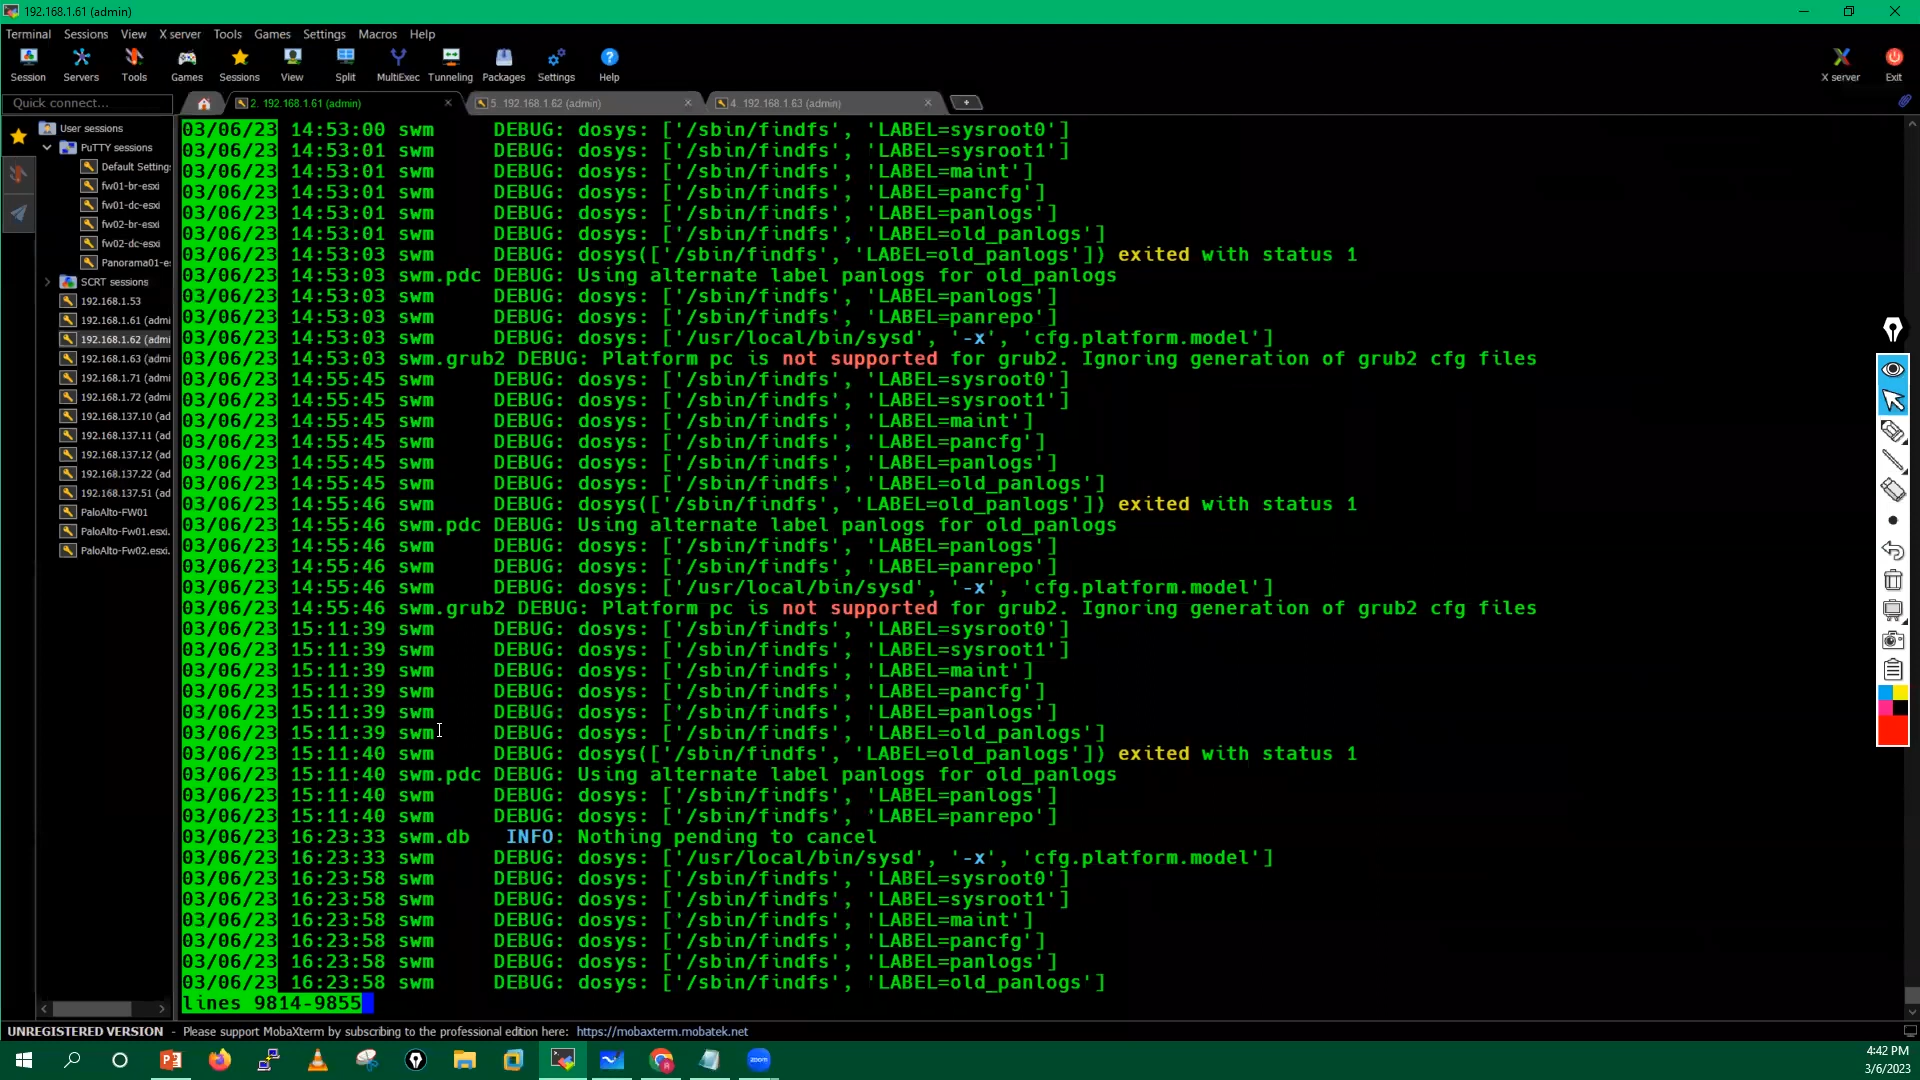 192.168.1.61 (admin)
Terminal Sessions View X server Tools Games Settings Macros Help
Session Servers Tools Games Sessions View Split MultiExec Tunneling Packages Settings Help X server Exit
Quick connect... 2. 192.168.1.61 (admin) 5. 192.168.1.62 (admin) 4. 192.168.1.63 (admin)
User sessions
PuTTY sessions
Default Setting
fw01-br-esxi
fw01-dc-esxi
fw02-br-esxi
fw02-dc-esxi
Panorama01-e
SCRT sessions
192.168.1.53
192.168.1.61 (admi
192.168.1.62 (admi
192.168.1.63 (admi
192.168.1.71 (admi
192.168.1.72 (admi
192.168.137.10 (ad
192.168.137.11 (ad
192.168.137.12 (ad
192.168.137.22 (ad
192.168.137.51 (ad
PaloAlto-FW01
PaloAlto-Fw01.esxi.
PaloAlto-Fw02.esxi.
03/06/23 14:53:00 swm     DEBUG: dosys: ['/sbin/findfs', 'LABEL=sysroot0']
03/06/23 14:53:01 swm     DEBUG: dosys: ['/sbin/findfs', 'LABEL=sysroot1']
03/06/23 14:53:01 swm     DEBUG: dosys: ['/sbin/findfs', 'LABEL=maint']
03/06/23 14:53:01 swm     DEBUG: dosys: ['/sbin/findfs', 'LABEL=pancfg']
03/06/23 14:53:01 swm     DEBUG: dosys: ['/sbin/findfs', 'LABEL=panlogs']
03/06/23 14:53:01 swm     DEBUG: dosys: ['/sbin/findfs', 'LABEL=old_panlogs']
03/06/23 14:53:03 swm     DEBUG: dosys(['/sbin/findfs', 'LABEL=old_panlogs']) exited with status 1
03/06/23 14:53:03 swm.pdc DEBUG: Using alternate label panlogs for old_panlogs
03/06/23 14:53:03 swm     DEBUG: dosys: ['/sbin/findfs', 'LABEL=panlogs']
03/06/23 14:53:03 swm     DEBUG: dosys: ['/sbin/findfs', 'LABEL=panrepo']
03/06/23 14:53:03 swm     DEBUG: dosys: ['/usr/local/bin/sysd', '-x', 'cfg.platform.model']
03/06/23 14:53:03 swm.grub2 DEBUG: Platform pc is not supported for grub2. Ignoring generation of grub2 cfg files
03/06/23 14:55:45 swm     DEBUG: dosys: ['/sbin/findfs', 'LABEL=sysroot0']
03/06/23 14:55:45 swm     DEBUG: dosys: ['/sbin/findfs', 'LABEL=sysroot1']
03/06/23 14:55:45 swm     DEBUG: dosys: ['/sbin/findfs', 'LABEL=maint']
03/06/23 14:55:45 swm     DEBUG: dosys: ['/sbin/findfs', 'LABEL=pancfg']
03/06/23 14:55:45 swm     DEBUG: dosys: ['/sbin/findfs', 'LABEL=panlogs']
03/06/23 14:55:45 swm     DEBUG: dosys: ['/sbin/findfs', 'LABEL=old_panlogs']
03/06/23 14:55:46 swm     DEBUG: dosys(['/sbin/findfs', 'LABEL=old_panlogs']) exited with status 1
03/06/23 14:55:46 swm.pdc DEBUG: Using alternate label panlogs for old_panlogs
03/06/23 14:55:46 swm     DEBUG: dosys: ['/sbin/findfs', 'LABEL=panlogs']
03/06/23 14:55:46 swm     DEBUG: dosys: ['/sbin/findfs', 'LABEL=panrepo']
03/06/23 14:55:46 swm     DEBUG: dosys: ['/usr/local/bin/sysd', '-x', 'cfg.platform.model']
03/06/23 14:55:46 swm.grub2 DEBUG: Platform pc is not supported for grub2. Ignoring generation of grub2 cfg files
03/06/23 15:11:39 swm     DEBUG: dosys: ['/sbin/findfs', 'LABEL=sysroot0']
03/06/23 15:11:39 swm     DEBUG: dosys: ['/sbin/findfs', 'LABEL=sysroot1']
03/06/23 15:11:39 swm     DEBUG: dosys: ['/sbin/findfs', 'LABEL=maint']
03/06/23 15:11:39 swm     DEBUG: dosys: ['/sbin/findfs', 'LABEL=pancfg']
03/06/23 15:11:39 swm     DEBUG: dosys: ['/sbin/findfs', 'LABEL=panlogs']
03/06/23 15:11:39 swm     DEBUG: dosys: ['/sbin/findfs', 'LABEL=old_panlogs']
03/06/23 15:11:40 swm     DEBUG: dosys(['/sbin/findfs', 'LABEL=old_panlogs']) exited with status 1
03/06/23 15:11:40 swm.pdc DEBUG: Using alternate label panlogs for old_panlogs
03/06/23 15:11:40 swm     DEBUG: dosys: ['/sbin/findfs', 'LABEL=panlogs']
03/06/23 15:11:40 swm     DEBUG: dosys: ['/sbin/findfs', 'LABEL=panrepo']
03/06/23 16:23:33 swm.db   INFO: Nothing pending to cancel
03/06/23 16:23:33 swm     DEBUG: dosys: ['/usr/local/bin/sysd', '-x', 'cfg.platform.model']
03/06/23 16:23:58 swm     DEBUG: dosys: ['/sbin/findfs', 'LABEL=sysroot0']
03/06/23 16:23:58 swm     DEBUG: dosys: ['/sbin/findfs', 'LABEL=sysroot1']
03/06/23 16:23:58 swm     DEBUG: dosys: ['/sbin/findfs', 'LABEL=maint']
03/06/23 16:23:58 swm     DEBUG: dosys: ['/sbin/findfs', 'LABEL=pancfg']
03/06/23 16:23:58 swm     DEBUG: dosys: ['/sbin/findfs', 'LABEL=panlogs']
03/06/23 16:23:58 swm     DEBUG: dosys: ['/sbin/findfs', 'LABEL=old_panlogs']
lines 9814-9855
UNREGISTERED VERSION - Please support MobaXterm by subscribing to the professional edition here: https://mobaxterm.mobatek.net
zoom
4:42 PM
3/6/2023